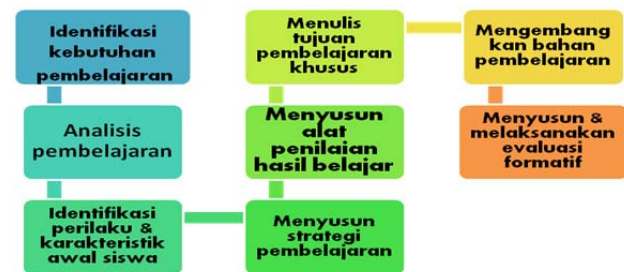 Identifikasi
kebutuhan
pembelajaran
Analisis
pembelajaran
Identifikasi
perilaku &
karakteristik
awal siswa
Menyusun
strategi
pembelajaran
Menyusun
alat
penilaian
hasil belajar
Menulis
tujuan
pembelajaran
khusus
Mengembang
kan bahan
pembelajaran
Menyusun &
melaksanakan
evaluasi
formatif